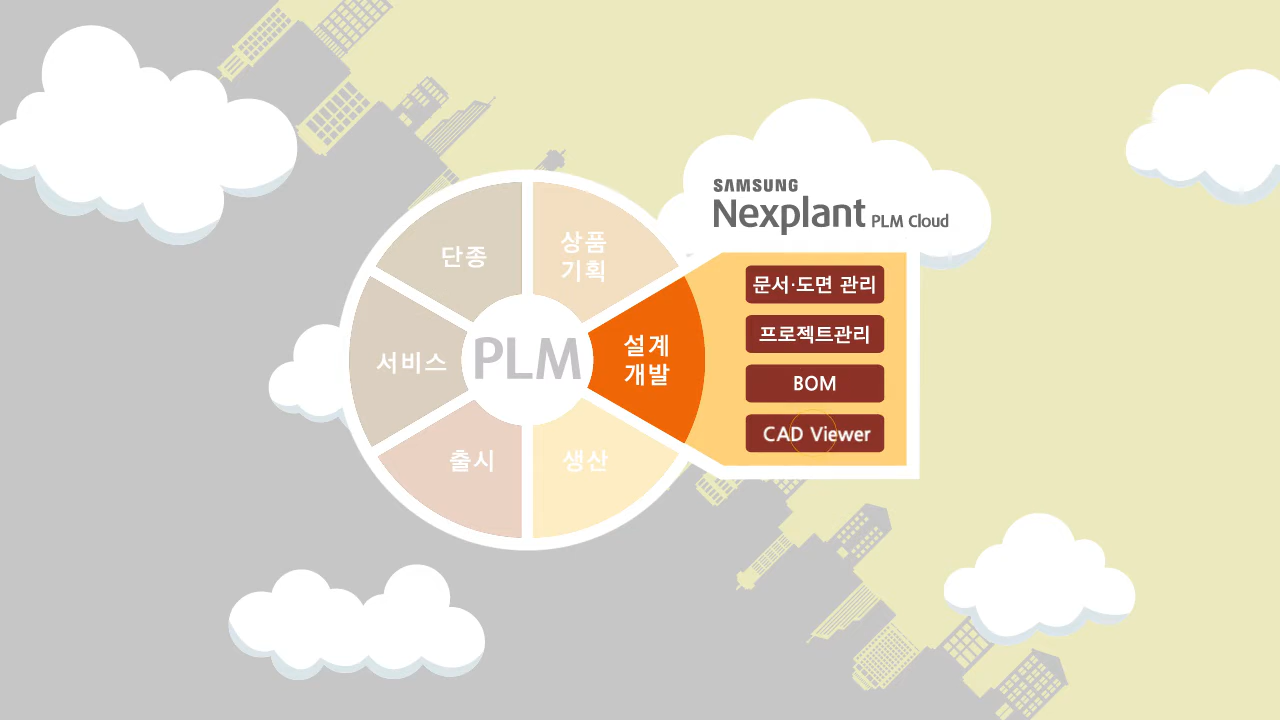 SAMSUNG
Nexplant PLM Cloud
단종
상품
기획
서비스
PLM
설계
개발
출시
생산
문서·도면 관리
프로젝트관리
BOM
CAD Viewer